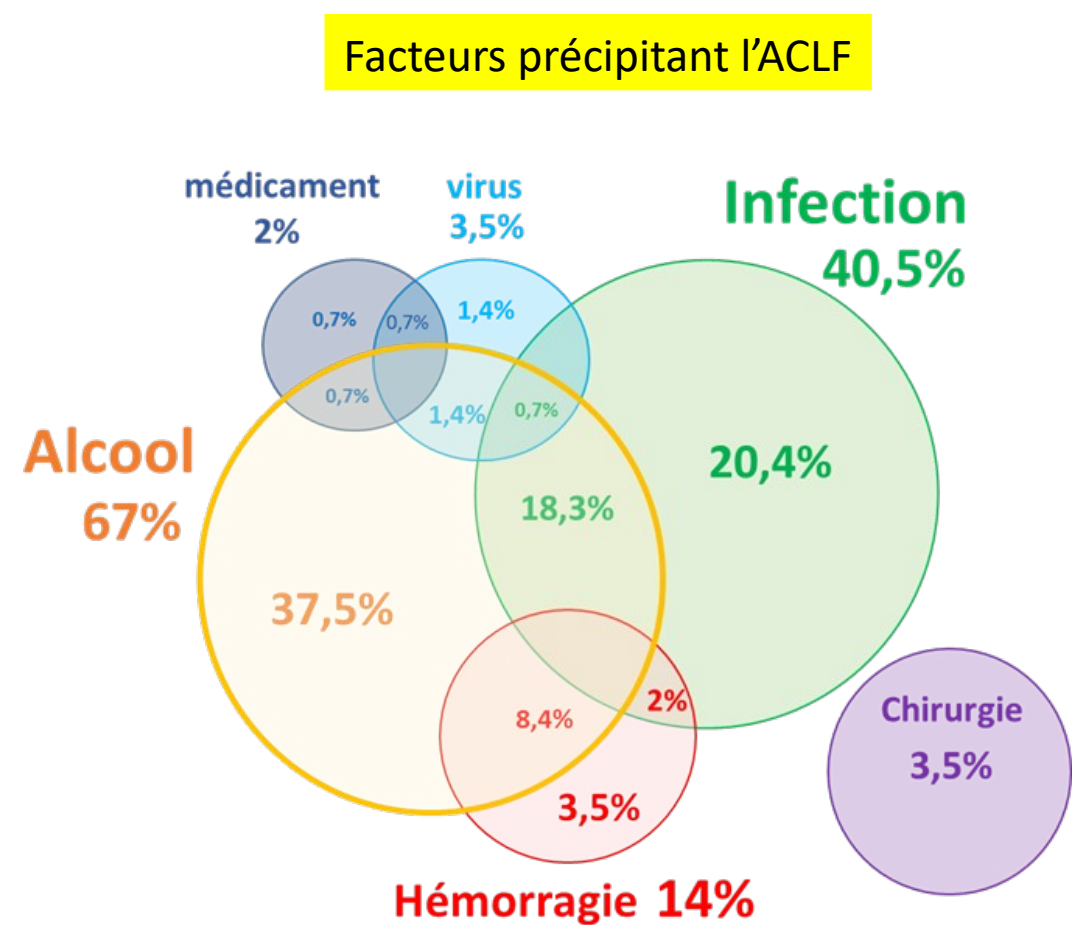 Facteurs précipitant l’ACLF
médicament
2%
virus
3,5%
Infection
40,5%
0,7%
0,7%
1,4%
0,7%
1,4%
0,7%
Alcool
67%
20,4%
18,3%
37,5%
2%
8,4%
3,5%
Chirurgie
3,5%
Hémorragie 14%